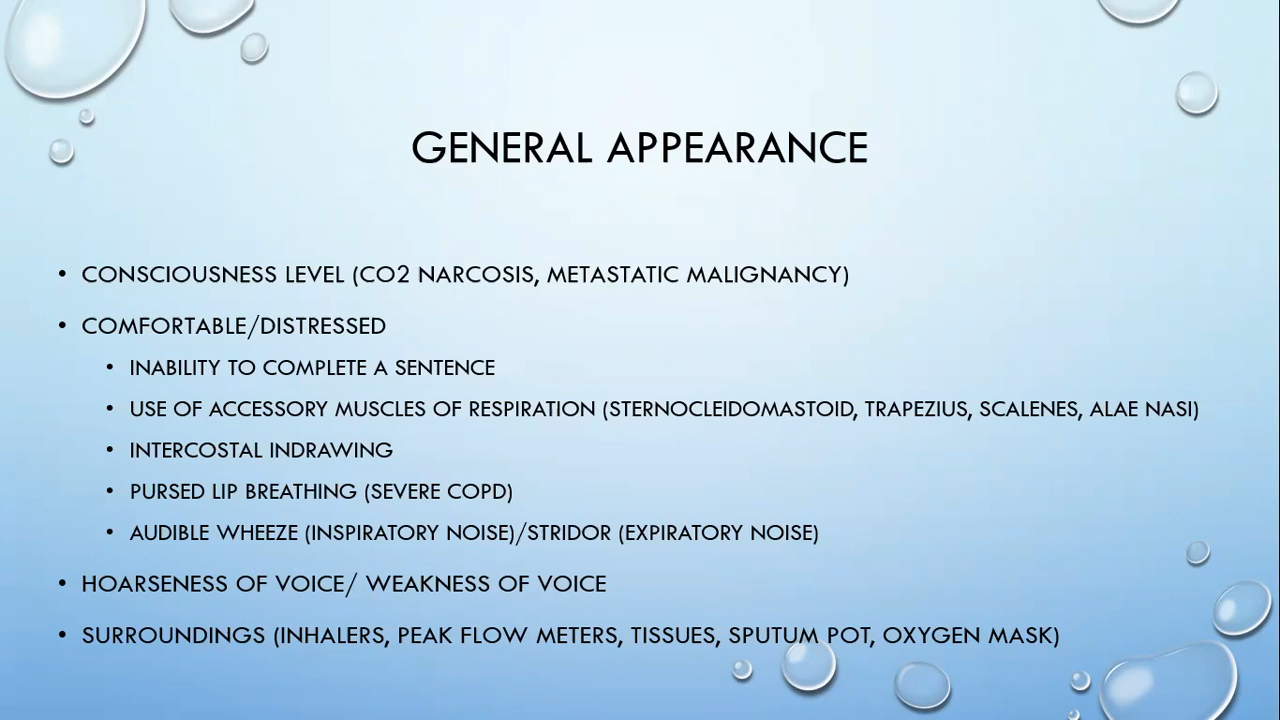 GENERAL APPEARANCE
• CONSCIOUSNESS LEVEL (CO2 NARCOSIS, METASTATIC MALIGNANCY)
• COMFORTABLE/DISTRESSED
• INABILITY TO COMPLETE A SENTENCE
• USE OF ACCESSORY MUSCLES OF RESPIRATION (STERNOCLEIDOMASTOID, TRAPEZIUS, SCALENES, ALAE NASI)
• INTERCOSTAL INDRAWING
• PURSED LIP BREATHING (SEVERE COPD)
• AUDIBLE WHEEZE (INSPIRATORY NOISE)/STRIDOR (EXPIRATORY NOISE)
• HOARSENESS OF VOICE/ WEAKNESS OF VOICE
• SURROUNDINGS (INHALERS, PEAK FLOW METERS, TISSUES, SPUTUM POT, OXYGEN MASK)